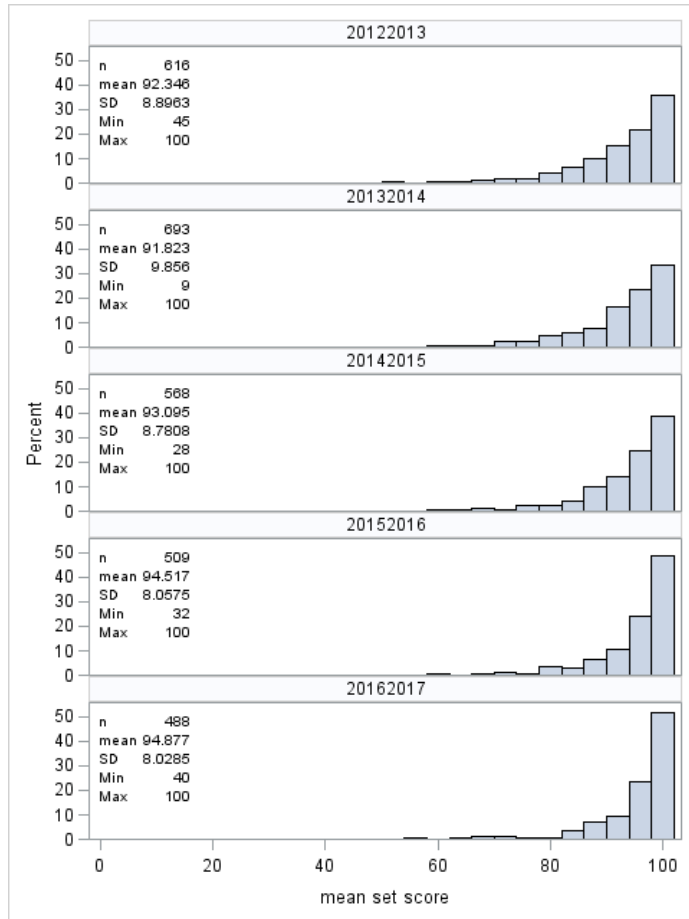 20122013
50
40
30
20
10
0
n 616
mean 92.346
SD 8.8963
Min 45
Max 100
20132014
50
40
30
20
10
0
n 693
mean 91.823
SD 9.856
Min 9
Max 100
20142015
50
40
30
20
10
0
n 568
mean 93.095
SD 8.7808
Min 28
Max 100
Percent
20152016
50
40
30
20
10
0
n 509
mean 94.517
SD 8.0575
Min 32
Max 100
20162017
50
40
30
20
10
0
n 488
mean 94.877
SD 8.0285
Min 40
Max 100
0 20 40 60 80 100
mean set score